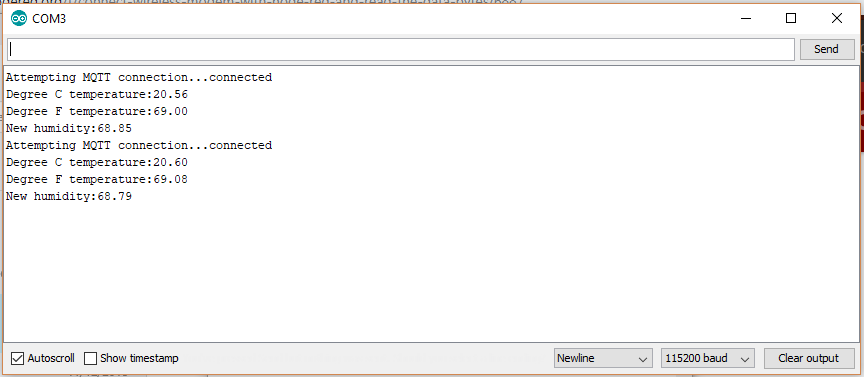 COM3
Send
Attempting MQTT connection...connected
Degree C temperature:20.56
Degree F temperature:69.00
New humidity:68.85
Attempting MQTT connection...connected
Degree C temperature:20.60
Degree F temperature:69.08
New humidity:68.79
Autoscroll Show timestamp Newline 115200 baud Clear output